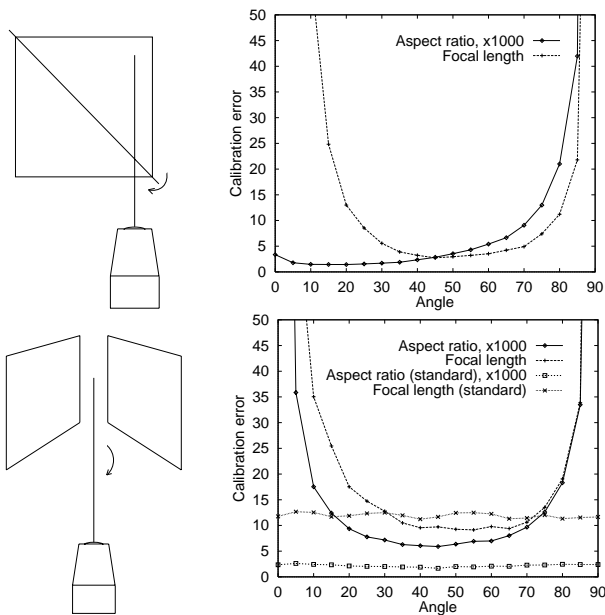 50
45
40
35
30
25
20
15
10
5
0
Calibration error
Aspect ratio, x1000
Focal length
0 10 20 30 40 50 60 70 80 90
Angle
50
45
40
35
30
25
20
15
10
5
0
Calibration error
Aspect ratio, x1000
Focal length
Aspect ratio (standard), x1000
Focal length (standard)
0 10 20 30 40 50 60 70 80 90
Angle